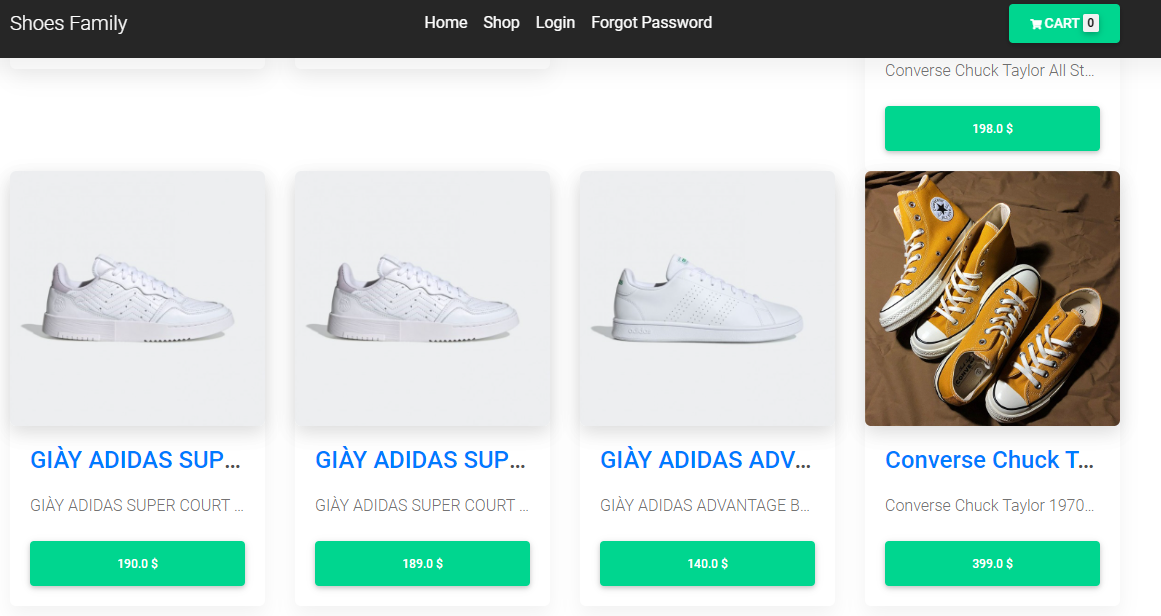 Shoes Family
Home Shop Login Forgot Password
CART 0
Converse Chuck Taylor All St...
198.0 $
GIÀY ADIDAS SUP...
GIÀY ADIDAS SUPER COURT ...
190.0 $
GIÀY ADIDAS SUP...
GIÀY ADIDAS SUPER COURT ...
189.0 $
GIÀY ADIDAS ADV...
GIÀY ADIDAS ADVANTAGE B...
140.0 $
Converse Chuck T...
Converse Chuck Taylor 1970...
399.0 $